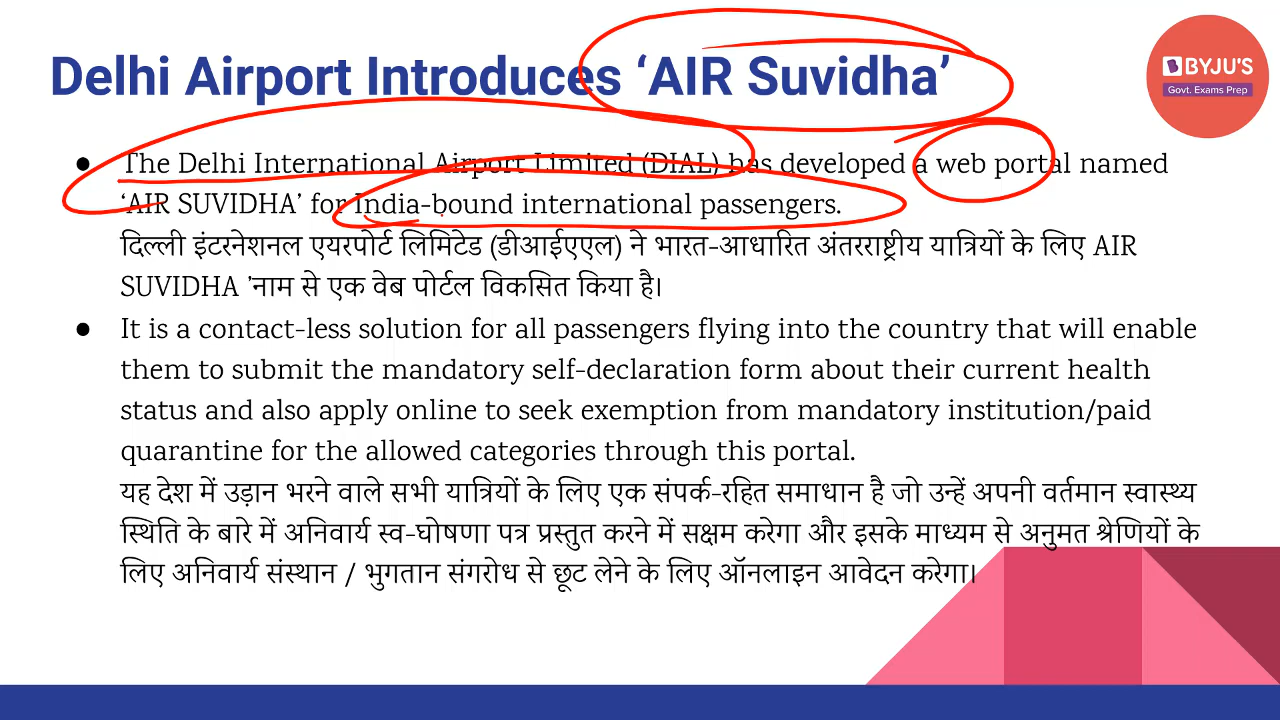 Delhi Airport Introduces ‘AIR Suvidha’
BYJU'S
Govt. Exams Prep
● The Delhi International Airport Limited (DIAL) has developed a web portal named
‘AIR SUVIDHA’ for India-bound international passengers.
दिल्ली इंटरनेशनल एयरपोर्ट लिमिटेड (डीआईएएल) ने भारत-आधारित अंतरराष्ट्रीय यात्रियों के लिए AIR
SUVIDHA ’नाम से एक वेब पोर्टल विकसित किया है।
● It is a contact-less solution for all passengers flying into the country that will enable
them to submit the mandatory self-declaration form about their current health
status and also apply online to seek exemption from mandatory institution/paid
quarantine for the allowed categories through this portal.
यह देश में उड़ान भरने वाले सभी यात्रियों के लिए एक संपर्क-रहित समाधान है जो उन्हें अपनी वर्तमान स्वास्थ्य
स्थिति के बारे में अनिवार्य स्व-घोषणा पत्र प्रस्तुत करने में सक्षम करेगा और इसके माध्यम से अनुमत श्रेणियों के
लिए अनिवार्य संस्थान / भुगतान संगरोध से छूट लेने के लिए ऑनलाइन आवेदन करेगा।